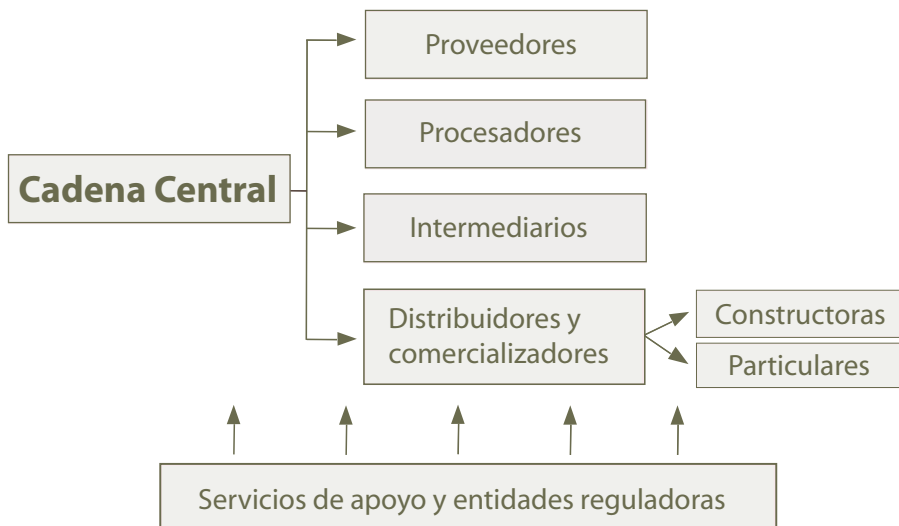 Proveedores
Procesadores
Cadena Central
Intermediarios
Distribuidores y
comercializadores
Constructoras
Particulares
Servicios de apoyo y entidades reguladoras